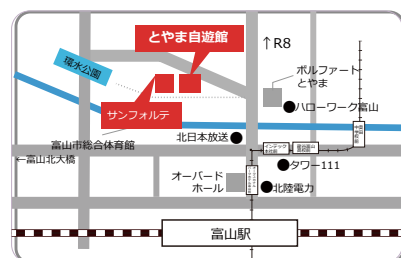 とやま自遊館
↑R8
環水公園
ボルファート
とやま
サンフォルテ
ハローワーク富山
北日本放送
富山市総合体育館
←富山北大橋
タワー111
オーバード
ホール
北陸電力
富山駅